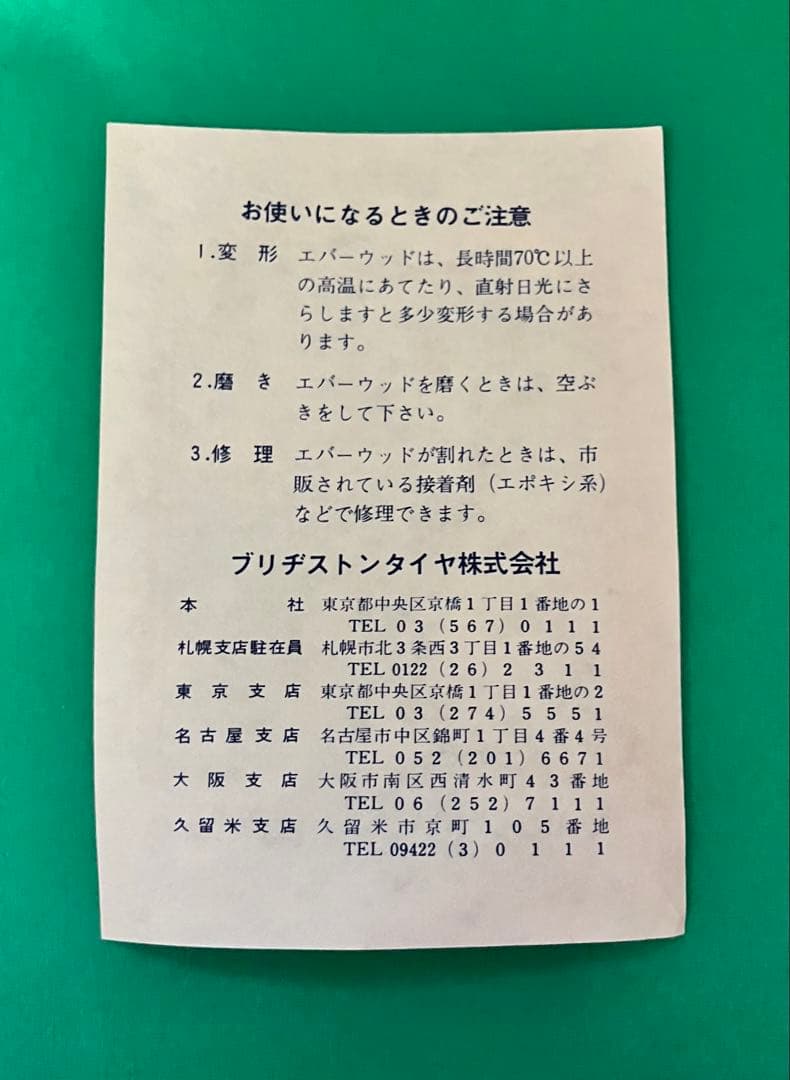 お使いになるときのご注意
1.変 形 エバーウッドは、長時間70℃以上
の高温にあてたり、直射日光にさ
らしますと多少変形する場合があ
ります。
2.磨 き エバーウッドを磨くときは、空ぶ
きをして下さい。
3.修 理 エバーウッドが割れたときは、市
販されている接着剤(エポキシ系)
などで修理できます。
ブリヂストンタイヤ株式会社
本 社 東京都中央区京橋1丁目1番地の1
TEL 03(567)0111
札幌支店駐在員 札幌市北3条西3丁目1番地の54
TEL 0122(26)2311
東京支店 東京都中央区京橋1丁目1番地の2
TEL 03(274)5551
名古屋支店 名古屋市中区錦町1丁目4番4号
TEL 052(201)6671
大阪支店 大阪市南区西清水町43番地
TEL 06(252)7111
久留米支店 久留米市京町105番地
TEL 09422(3)0111